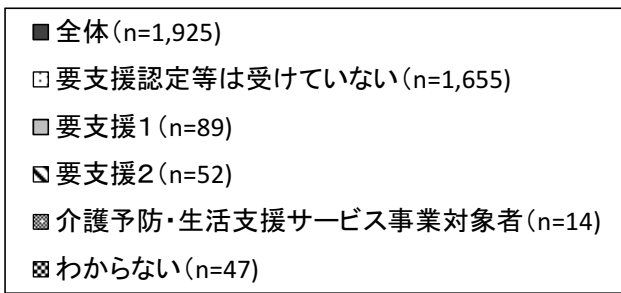 全体(n=1,925)
要支援認定等は受けていない(n=1,655)
要支援1(n=89)
要支援2(n=52)
介護予防・生活支援サービス事業対象者(n=14)
わからない(n=47)